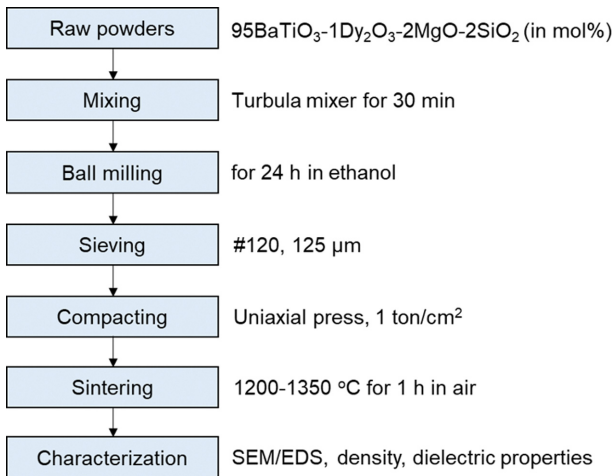 Raw powders 95BaTiO₃-1Dy₂O₃-2MgO-2SiO₂ (in mol%)
Mixing Turbula mixer for 30 min
Ball milling for 24 h in ethanol
Sieving #120, 125 μm
Compacting Uniaxial press, 1 ton/cm²
Sintering 1200-1350 ᵒC for 1 h in air
Characterization SEM/EDS, density, dielectric properties